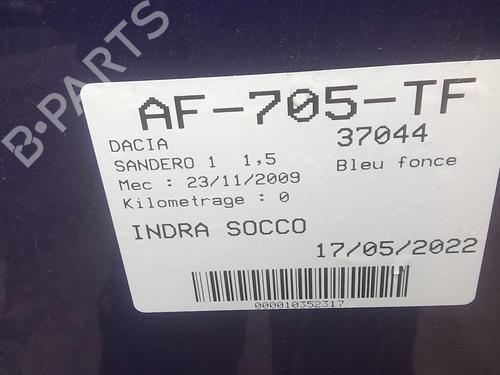 B-PARTS
AF-705-TF
DACIA 37044
SANDERO 1 1,5 Bleu fonce
Mec : 23/11/2009
Kilometrage : 0
INDRA SOCCO
17/05/2022
000010352317